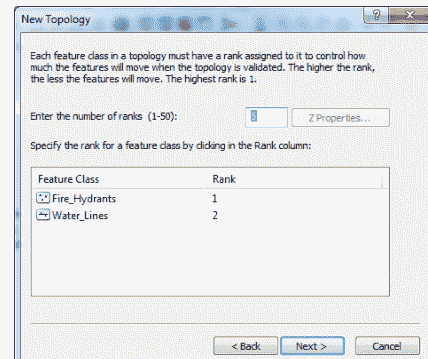 New Topology
Each feature class in a topology must have a rank assigned to it to control how
much the features will move when the topology is validated. The higher the rank,
the less the features will move. The highest rank is 1.
Enter the number of ranks (1-50): 5 Z Properties...
Specify the rank for a feature class by clicking in the Rank column:
Feature Class Rank
Fire_Hydrants 1
Water_Lines 2
< Back Next > Cancel